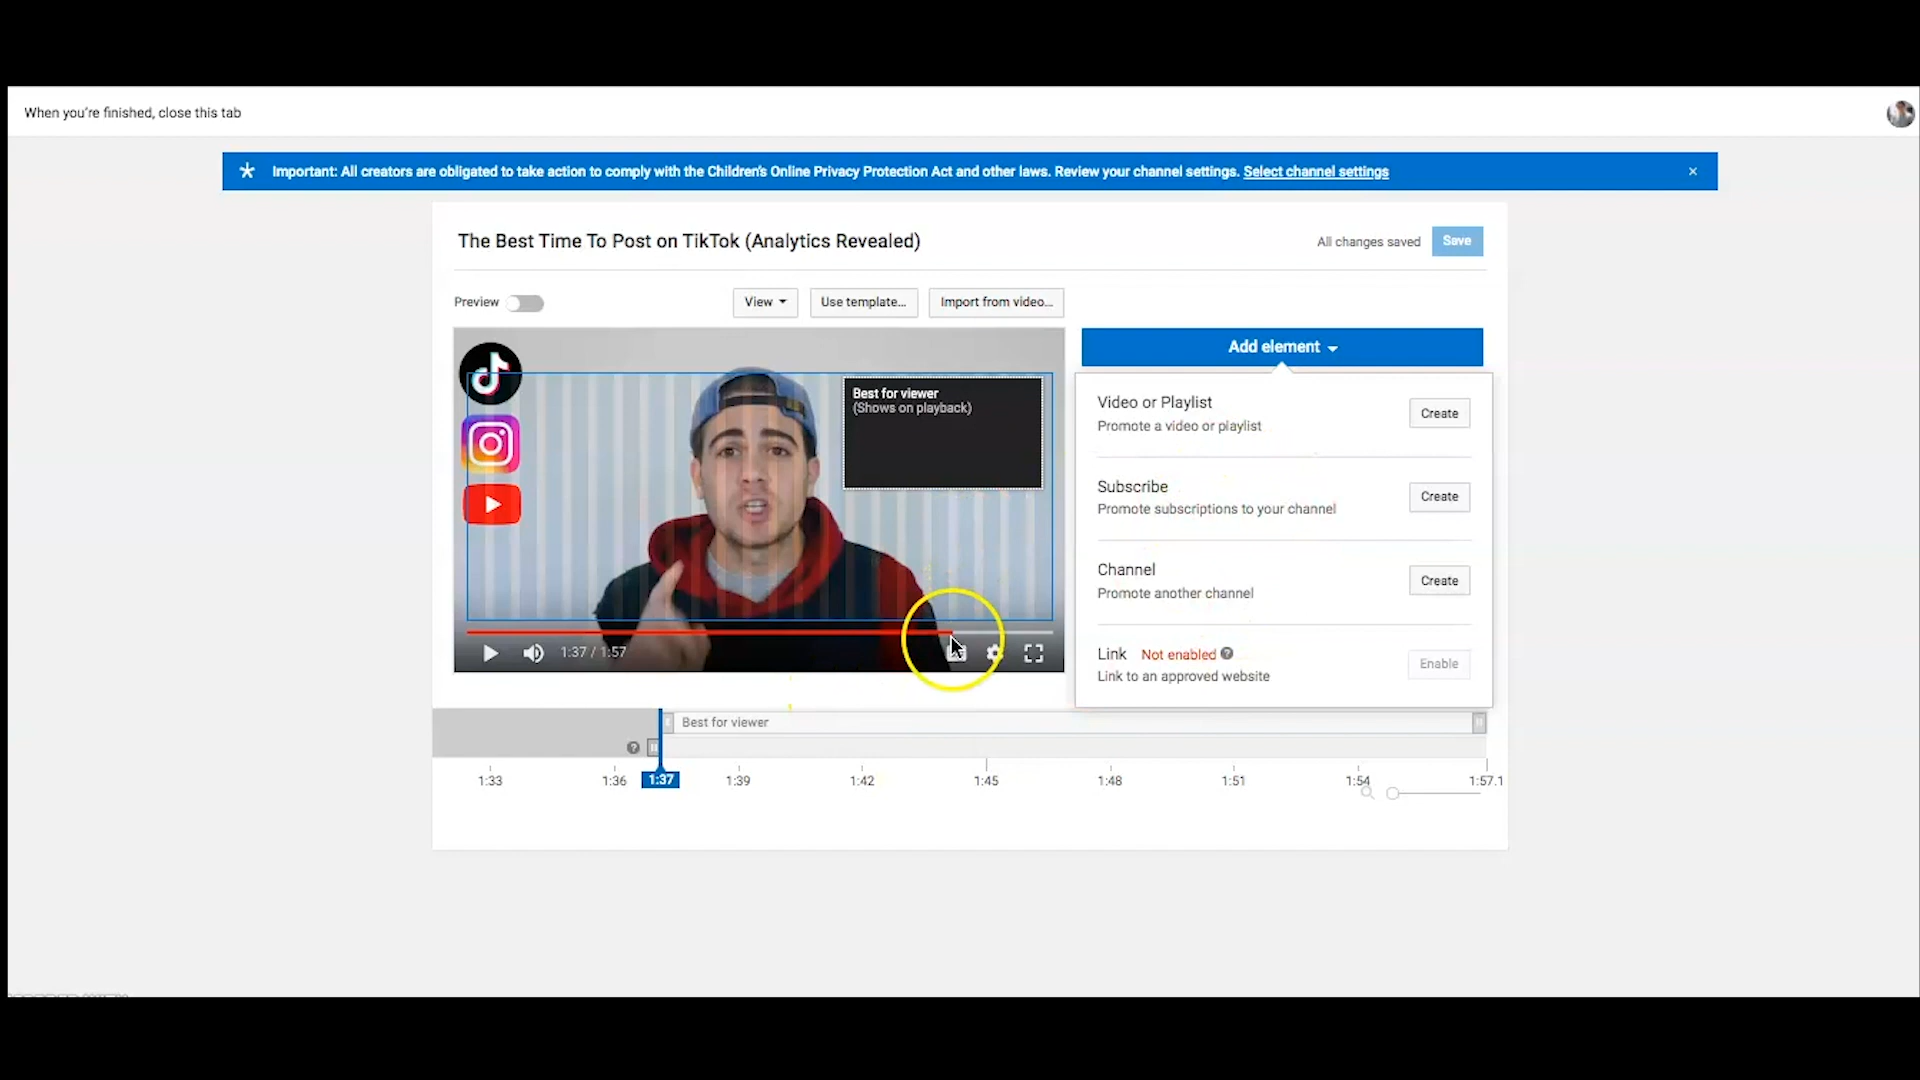 When you're finished, close this tab
Important: All creators are obligated to take action to comply with the Children's Online Privacy Protection Act and other laws. Review your channel settings. Select channel settings
The Best Time To Post on TikTok (Analytics Revealed)
All changes saved
Save
Preview
View
Use template...
Import from video...
Add element
Best for viewer
(Shows on playback)
Video or Playlist
Promote a video or playlist
Create
Subscribe
Promote subscriptions to your channel
Create
Channel
Promote another channel
Create
Link Not enabled
Link to an approved website
Enable
1:37 / 1:57
Best for viewer
1:33
1:36
1:37
1:39
1:42
1:45
1:48
1:51
1:54
1:57.1